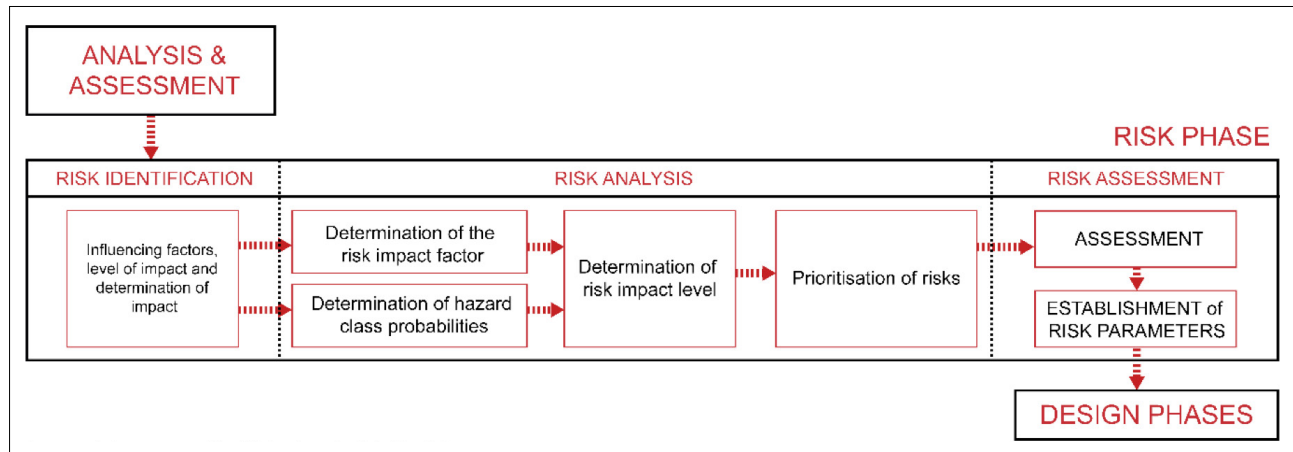 ANALYSIS &
ASSESSMENT
RISK PHASE
RISK IDENTIFICATION
RISK ANALYSIS
RISK ASSESSMENT
Influencing factors,
level of impact and
determination of
impact
Determination of the
risk impact factor
Determination of hazard
class probabilities
Determination of
risk impact level
Prioritisation of risks
ASSESSMENT
ESTABLISHMENT of
RISK PARAMETERS
DESIGN PHASES